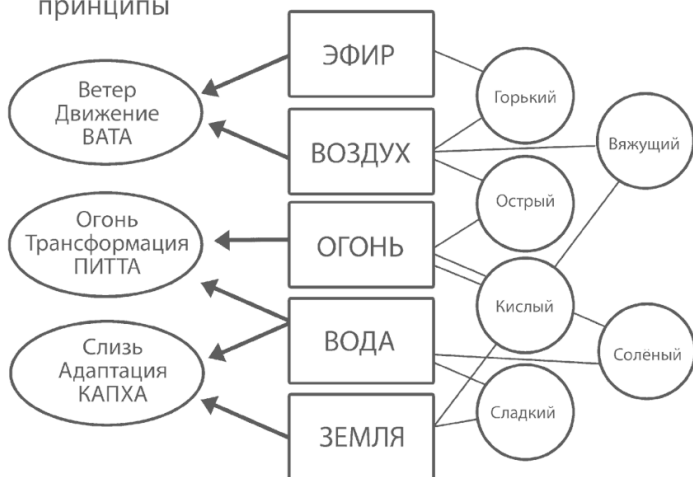 принципы
Ветер
Движение
ВАТА
Огонь
Трансформация
ПИТТА
Слизь
Адаптация
КАПХА
ЭФИР
ВОЗДУХ
ОГОНЬ
ВОДА
ЗЕМЛЯ
Горький
Острый
Кислый
Сладкий
Вяжущий
Солёный